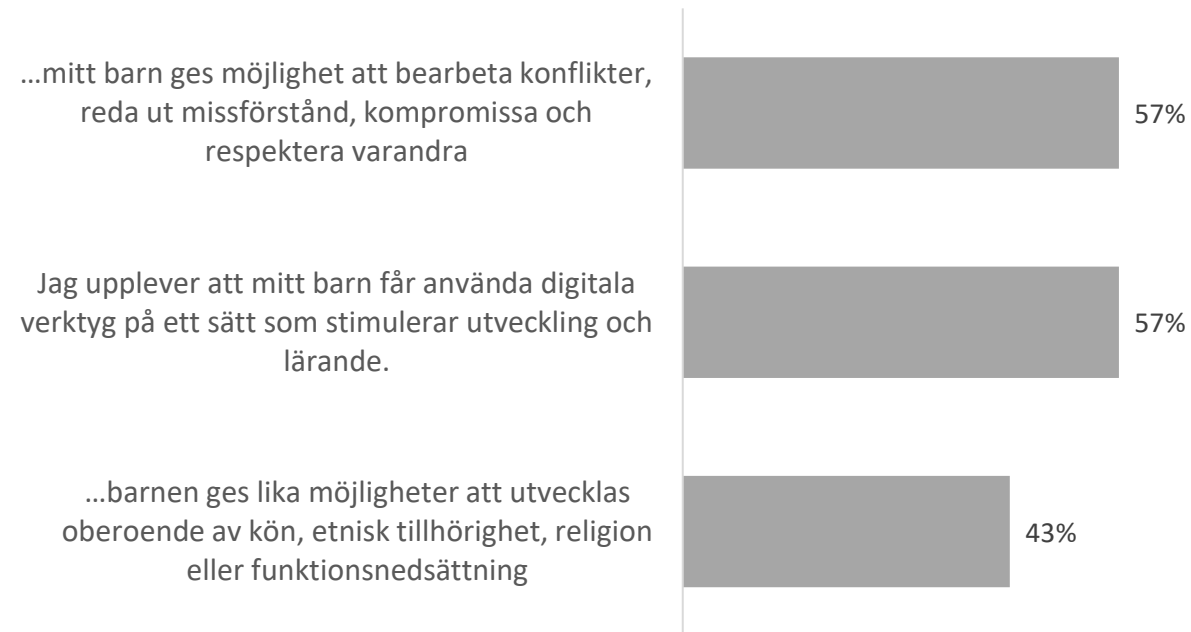 ...mitt barn ges möjlighet att bearbeta konflikter,
reda ut missförstånd, kompromissa och
respektera varandra
57%
Jag upplever att mitt barn får använda digitala
verktyg på ett sätt som stimulerar utveckling och
lärande.
57%
...barnen ges lika möjligheter att utvecklas
oberoende av kön, etnisk tillhörighet, religion
eller funktionsnedsättning
43%